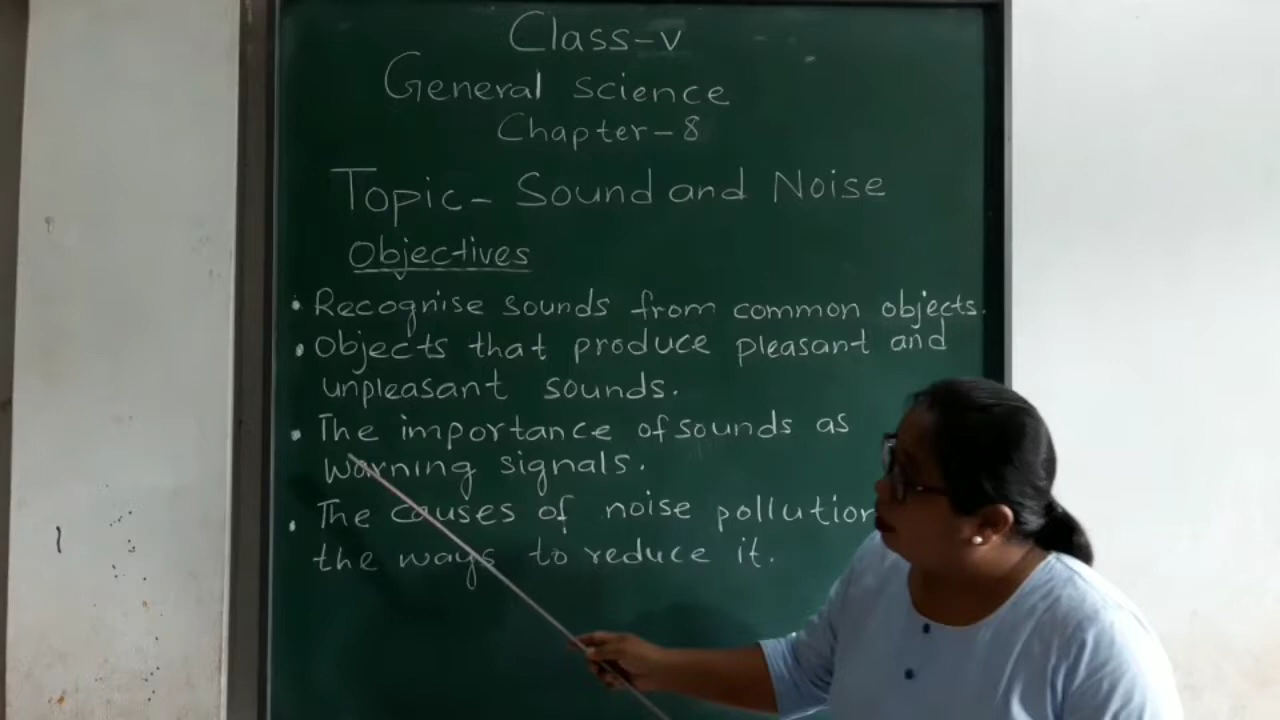 Class-V
General science
Chapter-8
Topic- Sound and Noise
Objectives
• Recognise sounds from common objects.
• Objects that produce pleasant and
unpleasant sounds.
• The importance of sounds as
warning signals.
• The causes of noise pollution
the ways to reduce it.